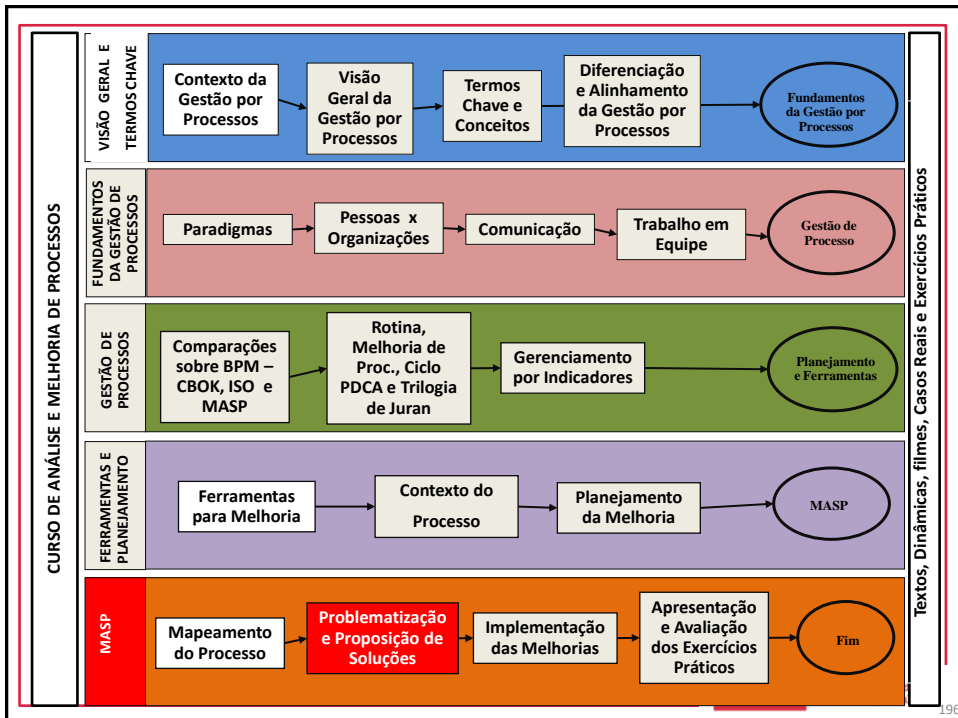 CURSO DE ANÁLISE E MELHORIA DE PROCESSOS
VISÃO GERAL E
TERMOS CHAVE
Contexto da
Gestão por
Processos
Visão
Geral da
Gestão por
Processos
Termos
Chave e
Conceitos
Diferenciação
e Alinhamento
da Gestão por
Processos
Fundamentos
da Gestão por
Processos
FUNDAMENTOS
DA GESTÃO DE
PROCESSOS
Paradigmas
Pessoas x
Organizações
Comunicação
Trabalho em
Equipe
Gestão de
Processo
GESTÃO DE
PROCESSOS
Comparações
sobre BPM –
CBOK, ISO e
MASP
Rotina,
Melhoria de
Proc., Ciclo
PDCA e Trilogia
de Juran
Gerenciamento
por Indicadores
Planejamento
e Ferramentas
FERRAMENTAS E
PLANEJAMENTO
Ferramentas
para Melhoria
Contexto do
Processo
Planejamento
da Melhoria
MASP
MASP
Mapeamento
do Processo
Problematização
e Proposição de
Soluções
Implementação
das Melhorias
Apresentação
e Avaliação
dos Exercícios
Práticos
Fim
Textos, Dinâmicas, filmes, Casos Reais e Exercícios Práticos
196